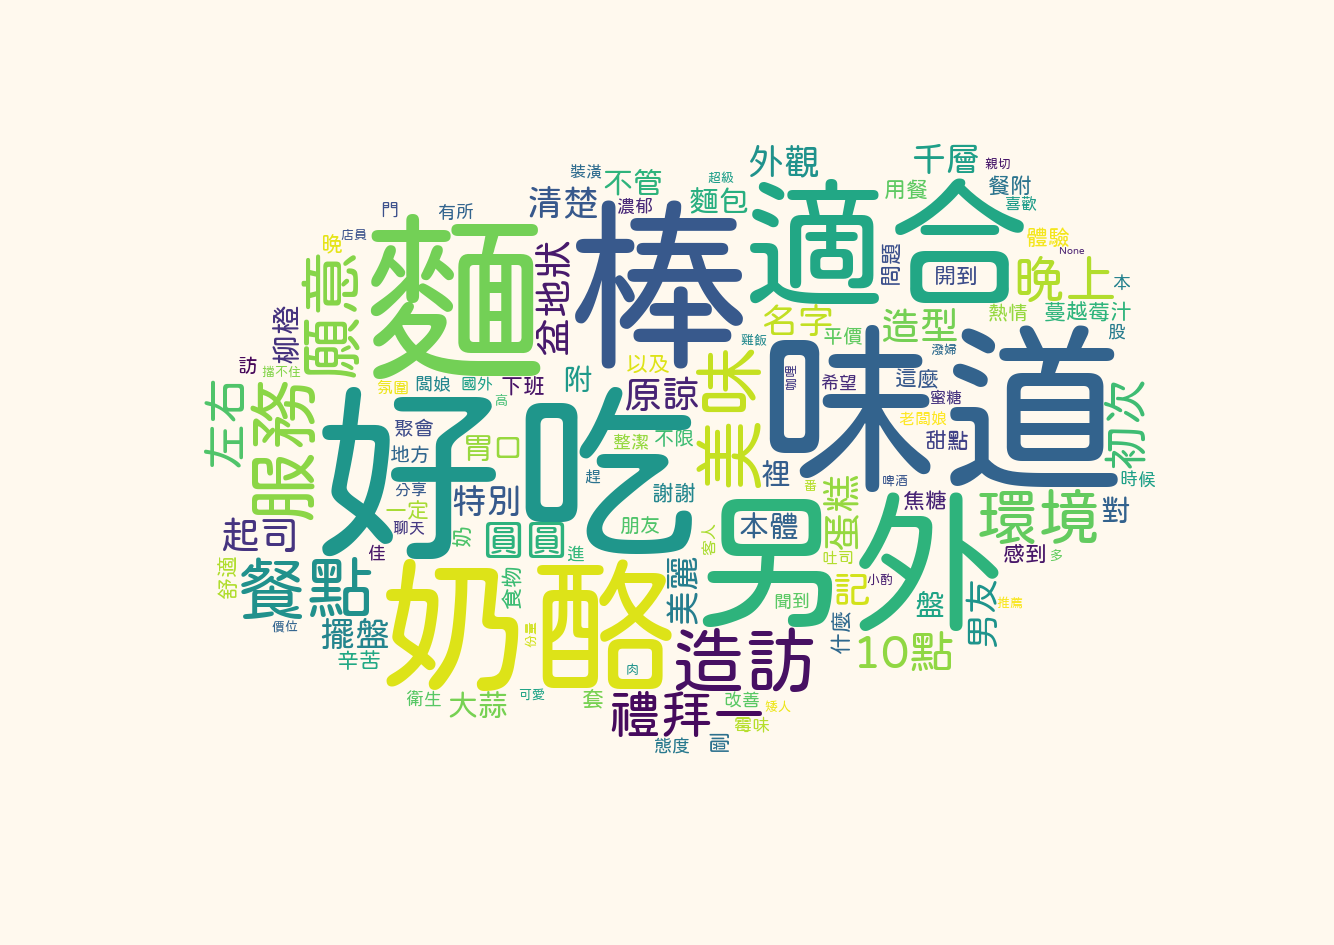 千層
親切
外觀
裝潢
不管
超級
用餐
餐附
喜歡
清楚
濃郁
麵包
適合
門
有所
店員
晚
麵
棒
體驗
None
問題
開到
晚上
本
願意
盆地狀
柳橙
名字
造型
熱情
蔓越莓汁
股
平價
雞飯
味道
潑婦
訪
擋不住
以及
美味
咖哩
氛圍
闆娘
國外
下班
附
原諒
希望
這麼
蜜糖
初次
左右
服務
好吃
高
老闆娘
甜點
聚會
胃口
整潔
不限
地方
裡
時候
趕
啤酒
番
分享
特別
謝謝
蛋糕
焦糖
環境
對
一定
聊天
朋友
本體
另外
起司
奶
圓圓
客人
佳
進
吐司
感到
多
舒適
餐點
奶酪
食物
美麗
記
小酌
聞到
盤
男友
推薦
價位
擺盤
份量
什麼
造訪
10點
辛苦
肉
衛生
大蒜
可愛
套
禮拜一
改善
矮人
霉味
態度
剛